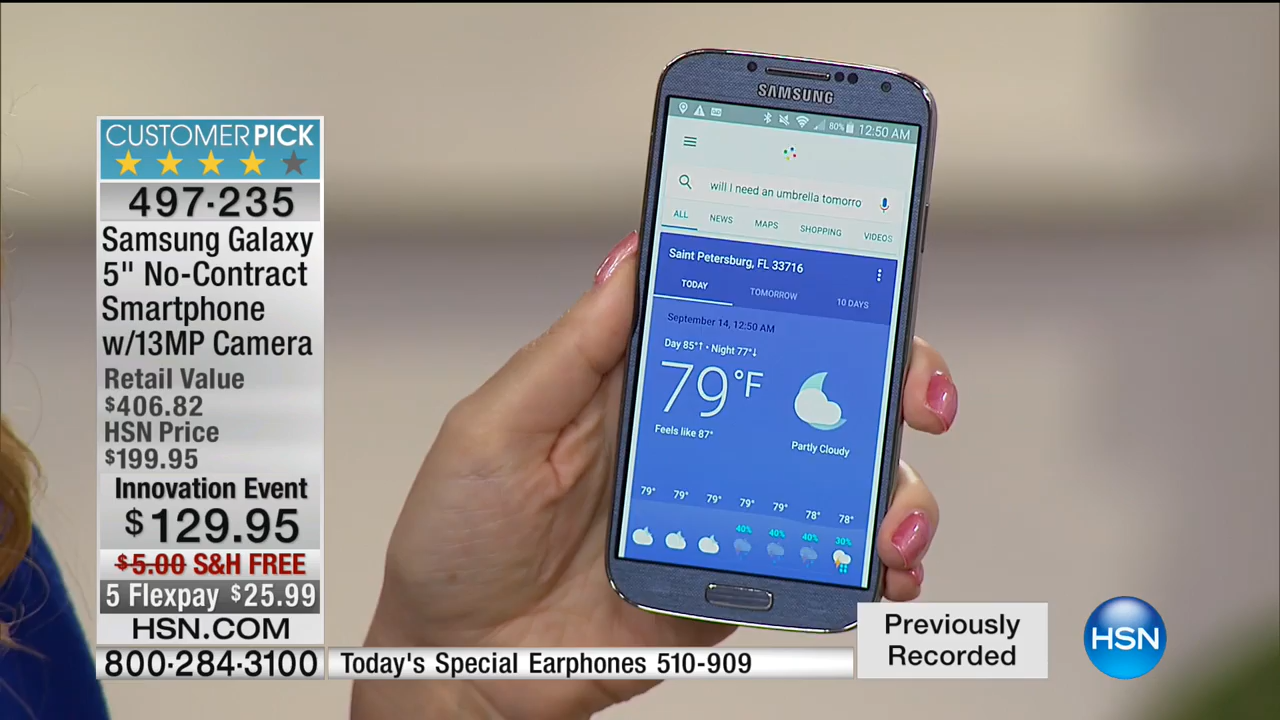 CUSTOMER PICK
497·235
Samsung Galaxy
5" No-Contract
Smartphone
w/13MP Camera
Retail Value
$406.82
HSN Price
$199.95
Innovation Event
$129.95
$5.00 S&H FREE
5 Flexpay $25.99
HSN.COM
800·284·3100
Today's Special Earphones 510-909
Previously
Recorded
HSN
SAMSUNG
80% 12:50 AM
will I need an umbrella tomorro
ALL NEWS MAPS SHOPPING VIDEOS
Saint Petersburg, FL 33716
TODAY TOMORROW 10 DAYS
September 14, 12:50 AM
Day 85°↑ • Night 77°↓
79°F
Feels like 87°
Partly Cloudy
79° 79° 79° 79° 79° 78° 78°
40% 40% 40% 30%